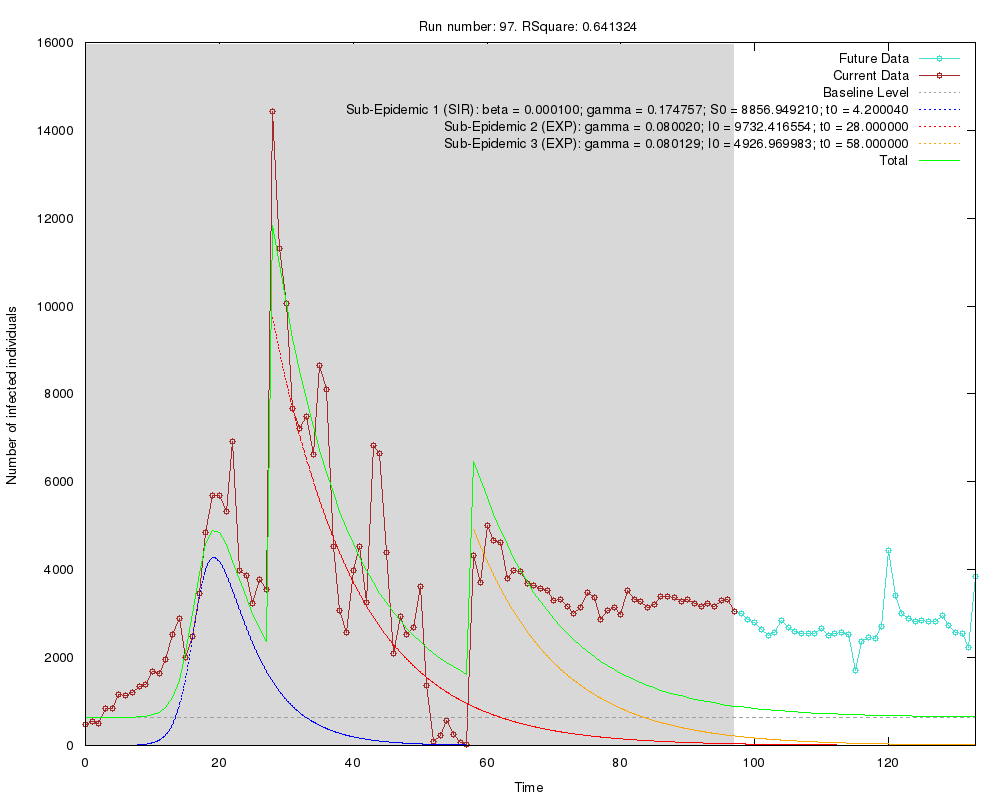 Run number: 97. RSquare: 0.641324
16000
14000
12000
10000
8000
6000
4000
2000
0
Number of infected individuals
Future Data
Current Data
Baseline Level
Sub-Epidemic 1 (SIR): beta = 0.000100; gamma = 0.174757; S0 = 8856.949210; t0 = 4.200040
Sub-Epidemic 2 (EXP): gamma = 0.080020; I0 = 9732.416554; t0 = 28.000000
Sub-Epidemic 3 (EXP): gamma = 0.080129; I0 = 4926.969983; t0 = 58.000000
Total
0 20 40 60 80 100 120
Time